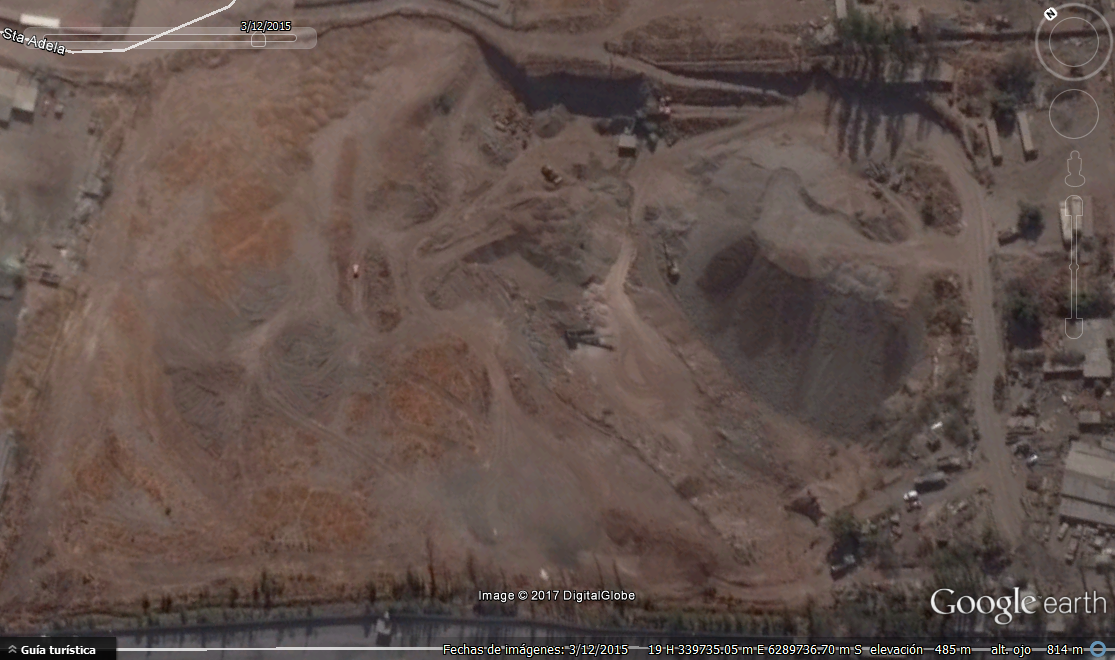 3/12/2015
Sta Adela
N
Image © 2017 DigitalGlobe
Google earth
Guía turística
Fechas de imágenes: 3/12/2015 19 H 339735.05 m E 6289736.70 m S elevación 485 m alt. ojo 814 m